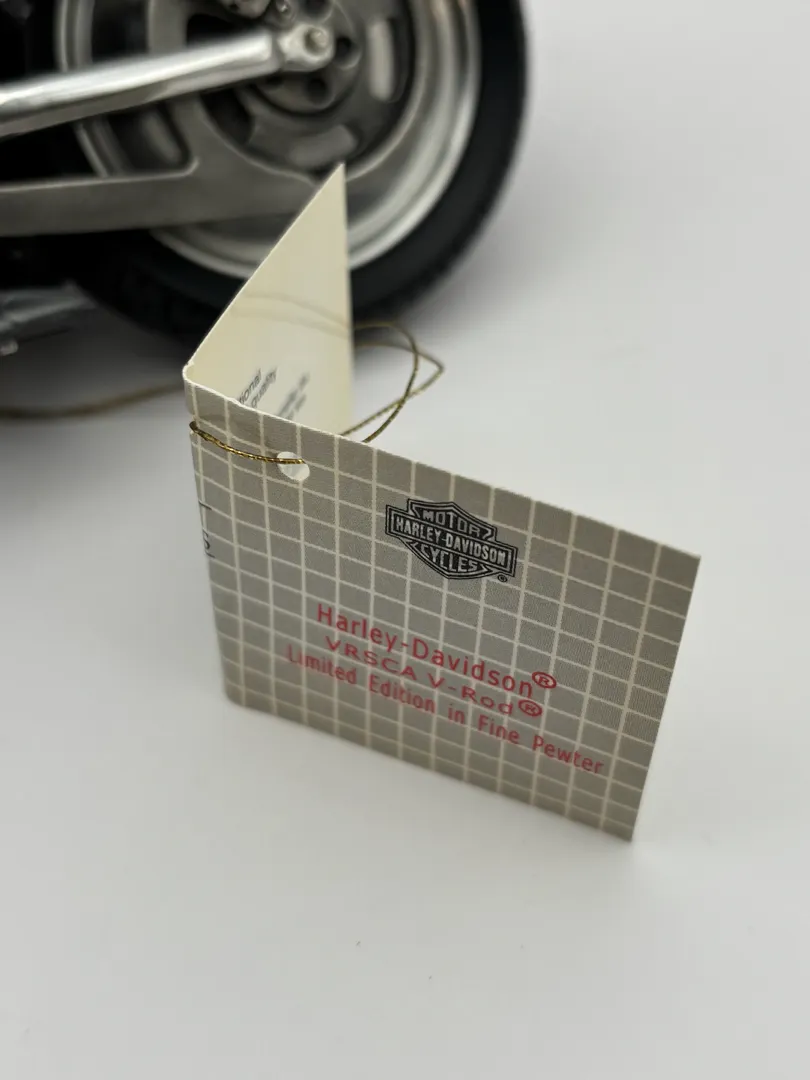 MOTOR
HARLEY-DAVIDSON
CYCLES
®
Harley-Davidson®
VRSCA V-Rod®
Limited Edition in Fine Pewter